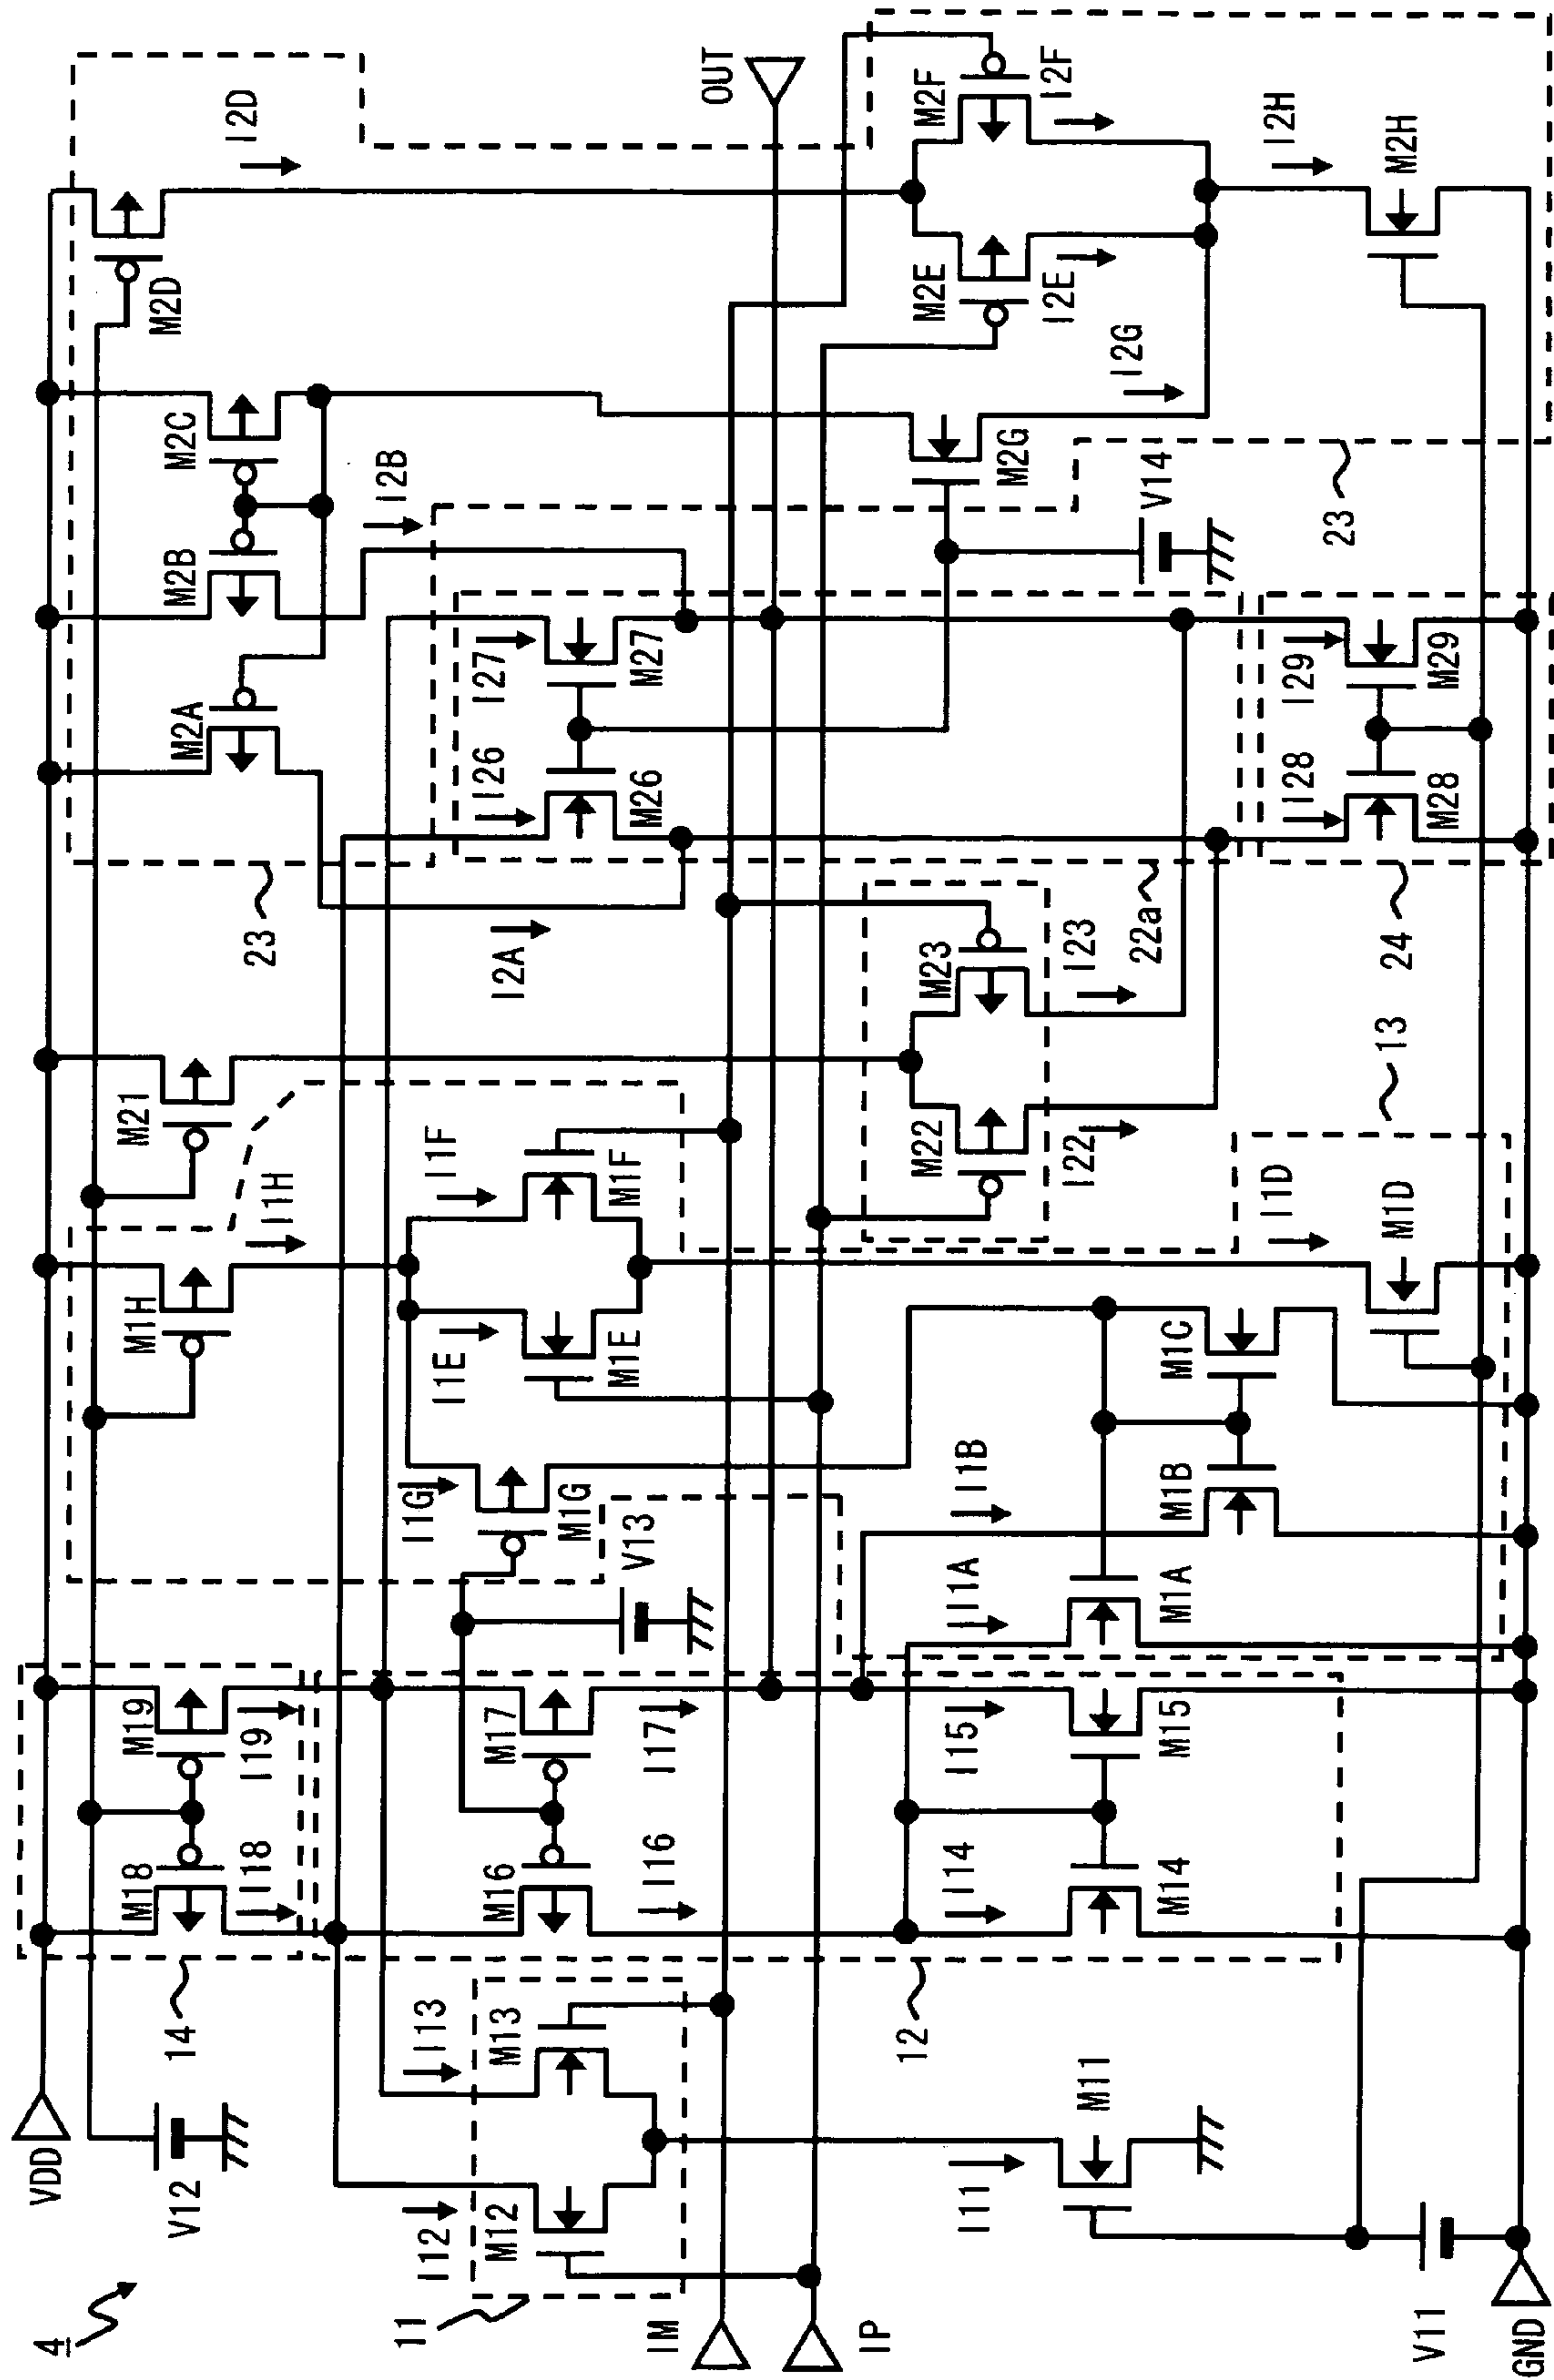 4
VDD
V12
14
M18
I18
M19
I19
M1H
I1H
M21
M2A
M2B
M2C
I2B
M2D
I2D
23
I2A
11
I12
M12
I13
M13
M16
I16
M17
I17
I1G
M1G
V13
I1E
M1E
I1F
M1F
I26
M26
I27
M27
OUT
IM
IP
M22
I22
M23
I23
22a
M2G
I2G
M2E
I2E
M2F
I2F
12
I14
M14
I15
M15
I1A
M1A
I1B
M1B
M1C
I1D
M1D
13
24
I28
M28
I29
M29
V14
23
I2H
M2H
I11
M11
V11
GND